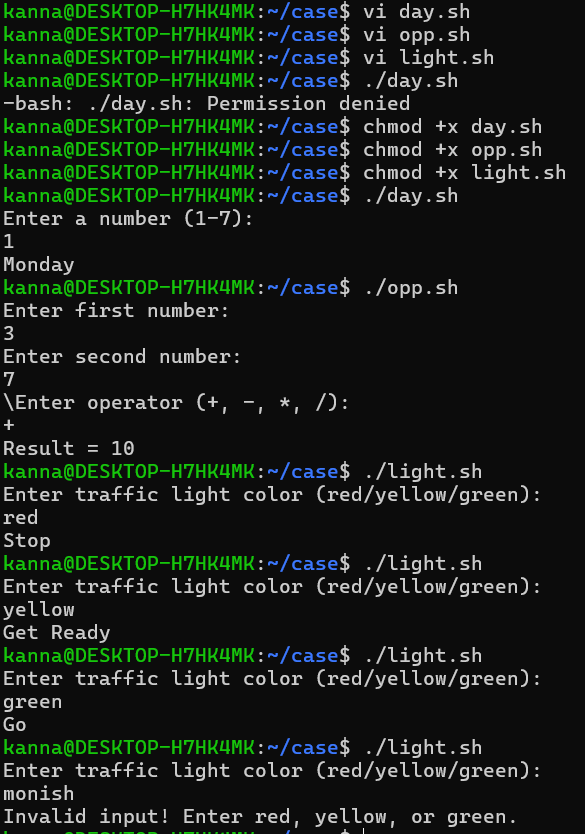 kanna@DESKTOP-H7HK4MK:~/case$ vi day.sh
kanna@DESKTOP-H7HK4MK:~/case$ vi opp.sh
kanna@DESKTOP-H7HK4MK:~/case$ vi light.sh
kanna@DESKTOP-H7HK4MK:~/case$ ./day.sh
-bash: ./day.sh: Permission denied
kanna@DESKTOP-H7HK4MK:~/case$ chmod +x day.sh
kanna@DESKTOP-H7HK4MK:~/case$ chmod +x opp.sh
kanna@DESKTOP-H7HK4MK:~/case$ chmod +x light.sh
kanna@DESKTOP-H7HK4MK:~/case$ ./day.sh
Enter a number (1-7):
1
Monday
kanna@DESKTOP-H7HK4MK:~/case$ ./opp.sh
Enter first number:
3
Enter second number:
7
\Enter operator (+, -, *, /):
+
Result = 10
kanna@DESKTOP-H7HK4MK:~/case$ ./light.sh
Enter traffic light color (red/yellow/green):
red
Stop
kanna@DESKTOP-H7HK4MK:~/case$ ./light.sh
Enter traffic light color (red/yellow/green):
yellow
Get Ready
kanna@DESKTOP-H7HK4MK:~/case$ ./light.sh
Enter traffic light color (red/yellow/green):
green
Go
kanna@DESKTOP-H7HK4MK:~/case$ ./light.sh
Enter traffic light color (red/yellow/green):
monish
Invalid input! Enter red, yellow, or green.